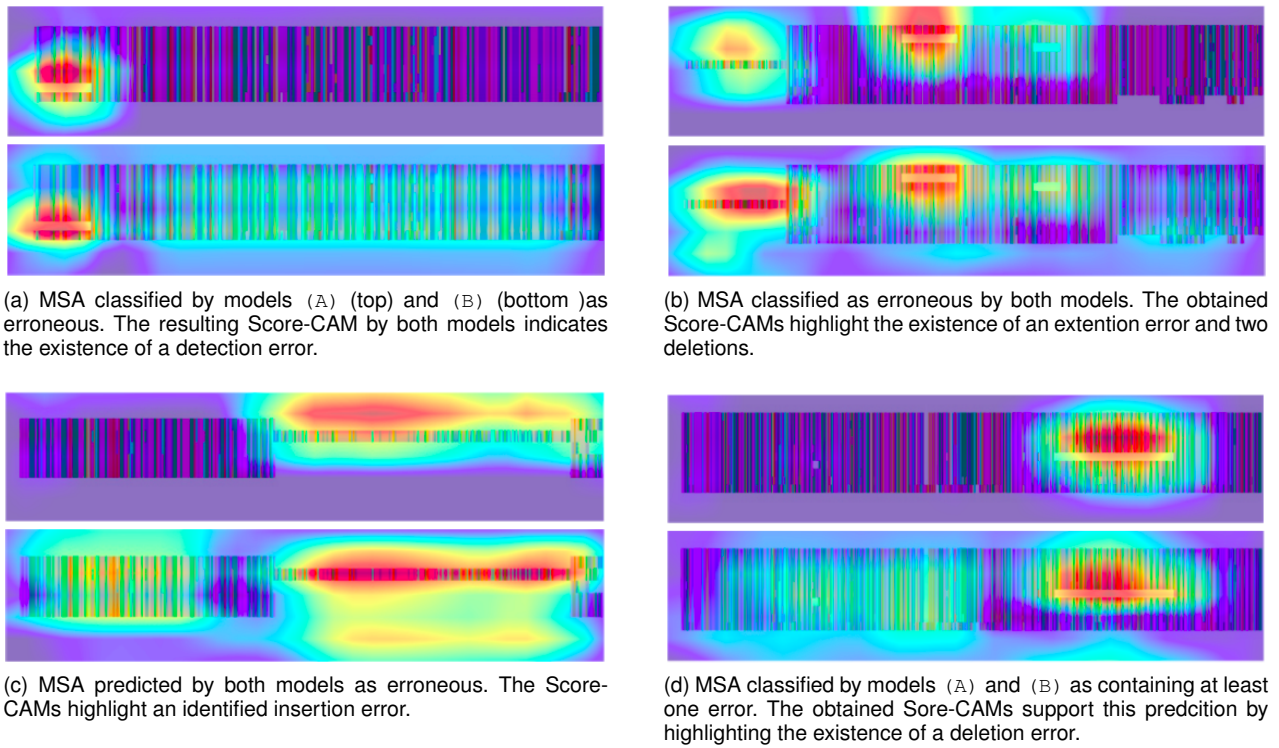 (a) MSA classified by models (A) (top) and (B) (bottom )as
erroneous. The resulting Score-CAM by both models indicates
the existence of a detection error.
(b) MSA classified as erroneous by both models. The obtained
Score-CAMs highlight the existence of an extention error and two
deletions.
(c) MSA predicted by both models as erroneous. The Score-
CAMs highlight an identified insertion error.
(d) MSA classified by models (A) and (B) as containing at least
one error. The obtained Sore-CAMs support this predcition by
highlighting the existence of a deletion error.